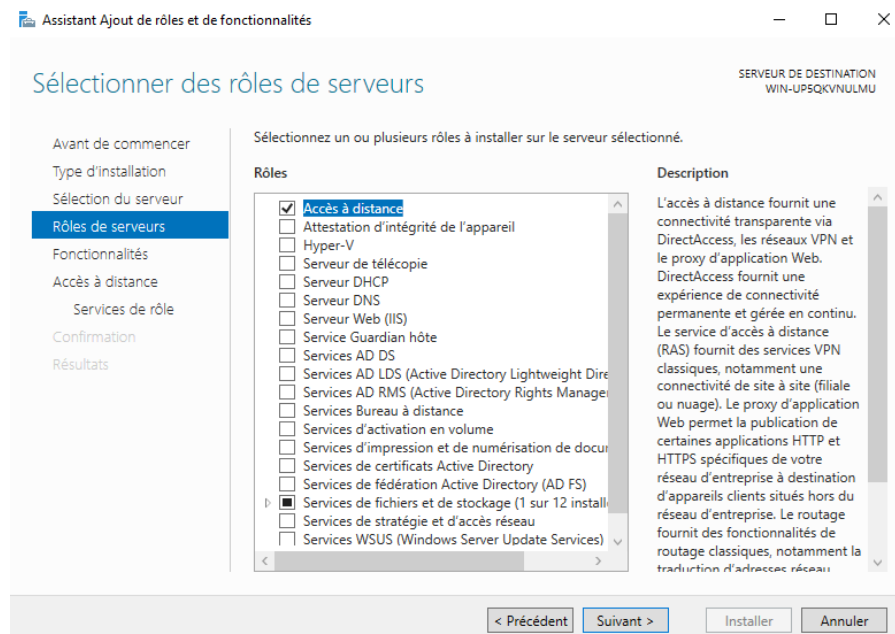 Assistant Ajout de rôles et de fonctionnalités
Sélectionner des rôles de serveurs
SERVEUR DE DESTINATION
WIN-UP5QKVNULMU
Avant de commencer
Type d'installation
Sélection du serveur
Rôles de serveurs
Fonctionnalités
Accès à distance
Services de rôle
Confirmation
Résultats
Sélectionnez un ou plusieurs rôles à installer sur le serveur sélectionné.
Rôles
Accès à distance
Attestation d'intégrité de l'appareil
Hyper-V
Serveur de télécopie
Serveur DHCP
Serveur DNS
Serveur Web (IIS)
Service Guardian hôte
Services AD DS
Services AD LDS (Active Directory Lightweight Dire
Services AD RMS (Active Directory Rights Manage
Services Bureau à distance
Services d'activation en volume
Services d'impression et de numérisation de docu
Services de certificats Active Directory
Services de fédération Active Directory (AD FS)
Services de fichiers et de stockage (1 sur 12 install
Services de stratégie et d'accès réseau
Services WSUS (Windows Server Update Services)
Description
L'accès à distance fournit une
connectivité transparente via
DirectAccess, les réseaux VPN et
le proxy d'application Web.
DirectAccess fournit une
expérience de connectivité
permanente et gérée en continu.
Le service d'accès à distance
(RAS) fournit des services VPN
classiques, notamment une
connectivité de site à site (filiale
ou nuage). Le proxy d'application
Web permet la publication de
certaines applications HTTP et
HTTPS spécifiques de votre
réseau d'entreprise à destination
d'appareils clients situés hors du
réseau d'entreprise. Le routage
fournit des fonctionnalités de
routage classiques, notamment la
traduction d'adresses réseau
< Précédent
Suivant >
Installer
Annuler